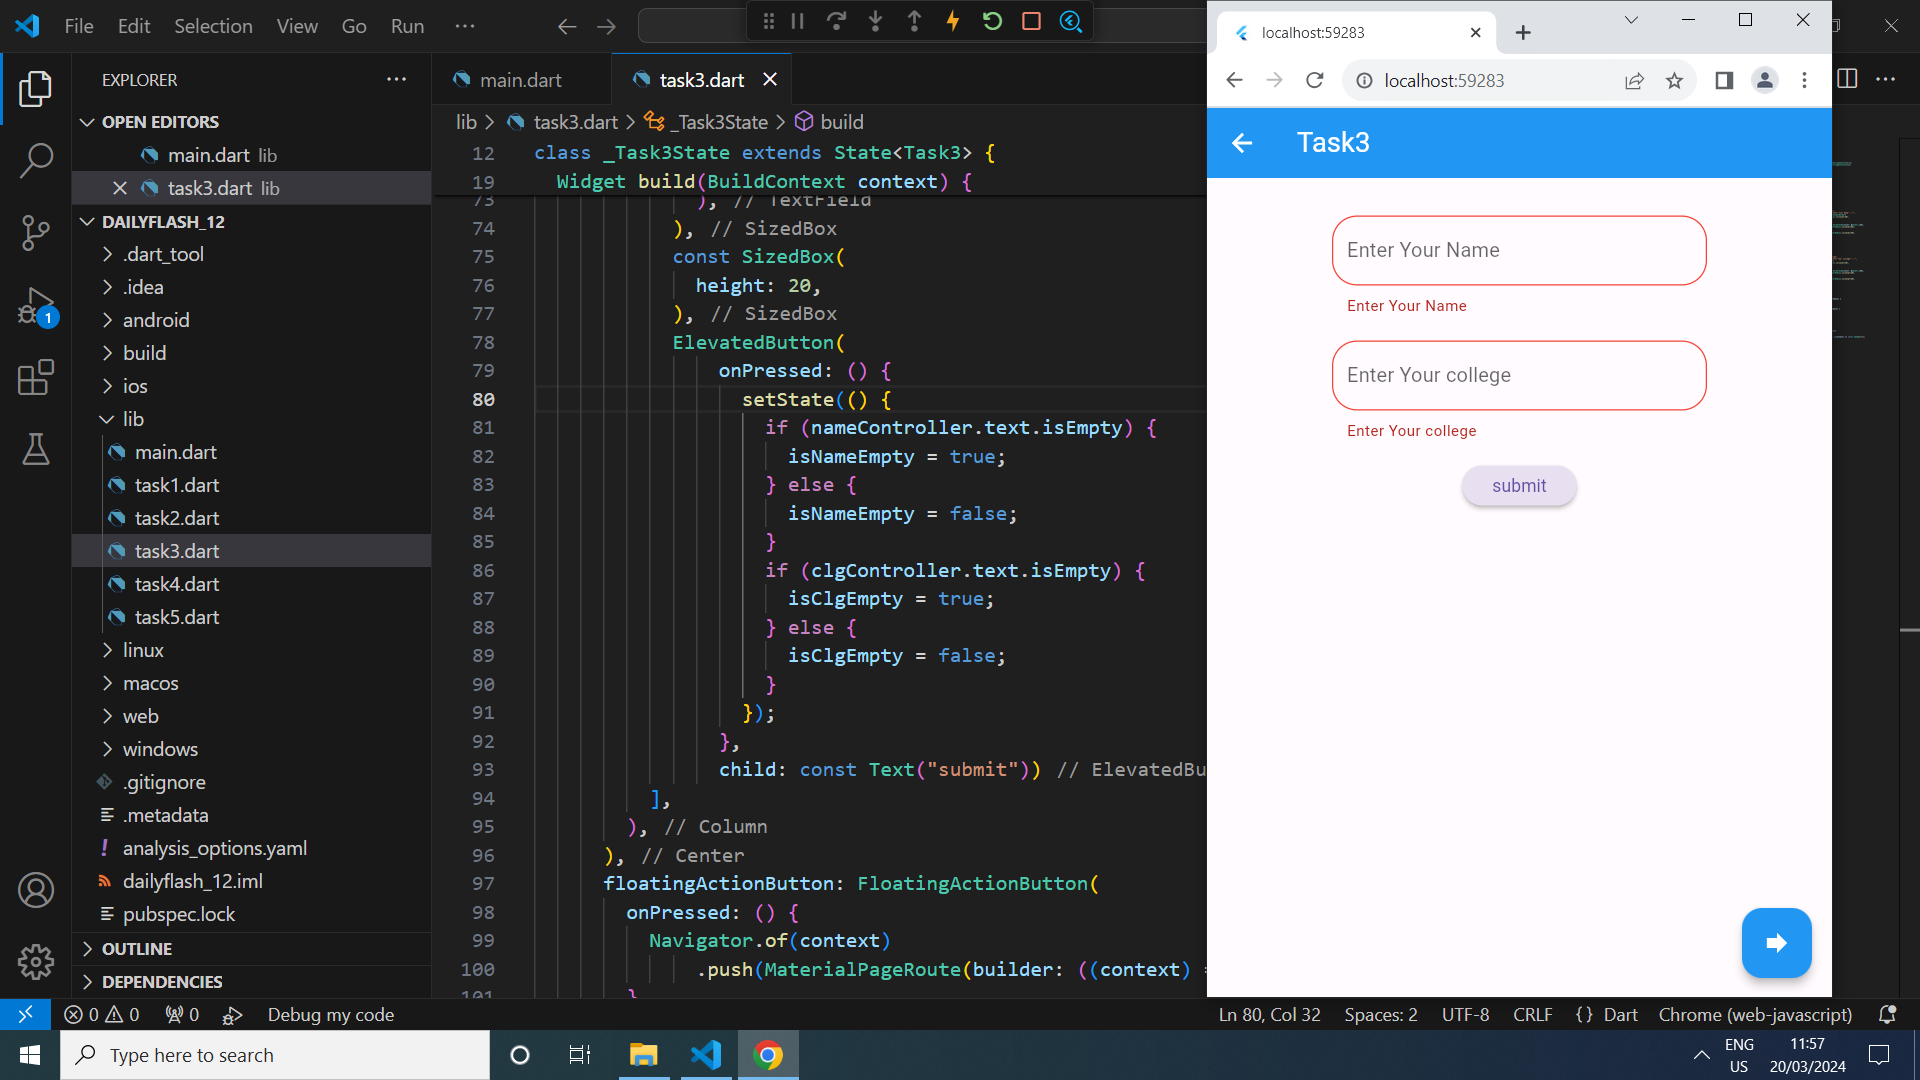 File Edit Selection View Go Run ···
EXPLORER
OPEN EDITORS
main.dart lib
task3.dart lib
DAILYFLASH_12
.dart_tool
.idea
android
build
ios
lib
main.dart
task1.dart
task2.dart
task3.dart
task4.dart
task5.dart
linux
macos
web
windows
.gitignore
.metadata
analysis_options.yaml
dailyflash_12.iml
pubspec.lock
OUTLINE
DEPENDENCIES
1
main.dart task3.dart
lib > task3.dart > _Task3State > build
12 class _Task3State extends State<Task3> {
19 Widget build(BuildContext context) {
73 ), // TextField
74 ), // SizedBox
75 const SizedBox(
76 height: 20,
77 ), // SizedBox
78 ElevatedButton(
79 onPressed: () {
80 setState(() {
81 if (nameController.text.isEmpty) {
82 isNameEmpty = true;
83 } else {
84 isNameEmpty = false;
85 }
86 if (clgController.text.isEmpty) {
87 isClgEmpty = true;
88 } else {
89 isClgEmpty = false;
90 }
91 });
92 },
93 child: const Text("submit")) // ElevatedBu
94 ],
95 ), // Column
96 ), // Center
97 floatingActionButton: FloatingActionButton(
98 onPressed: () {
99 Navigator.of(context)
100 .push(MaterialPageRoute(builder: ((context) =
101 }
localhost:59283
localhost:59283
Task3
Enter Your Name
Enter Your Name
Enter Your college
Enter Your college
submit
0 0 0 Debug my code Ln 80, Col 32 Spaces: 2 UTF-8 CRLF {} Dart Chrome (web-javascript)
Type here to search
ENG
US
11:57
20/03/2024